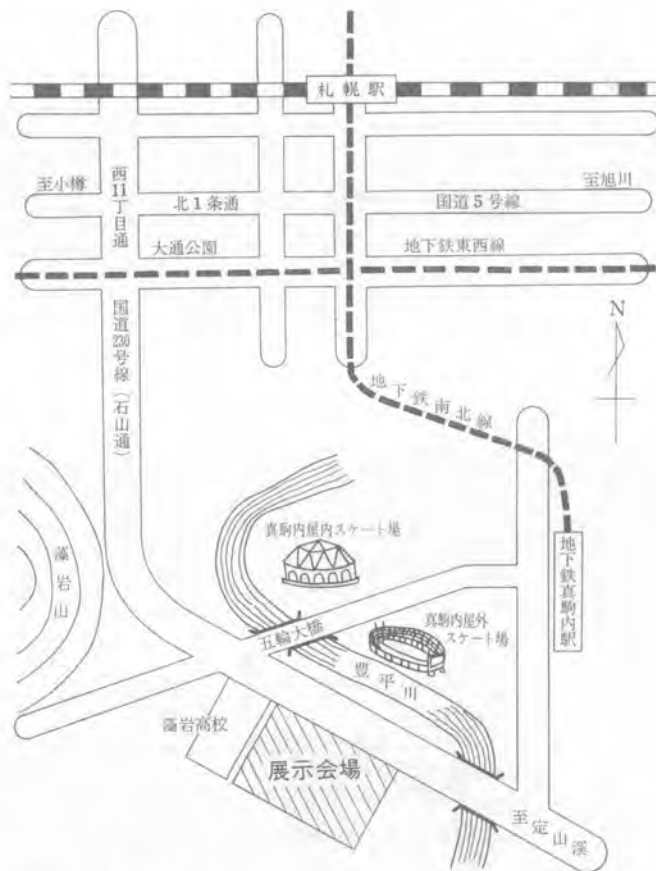 札幌駅
至小樽
西11丁目通
北1条通
国道5号線
至旭川
大通公園
地下鉄東西線
国道230号線(石山通)
N
地下鉄南北線
真駒内屋内スケート場
藻岩山
地下鉄真駒内駅
五輪大橋
真駒内屋外
スケート場
豊平川
藻岩高校
展示会場
至定山渓